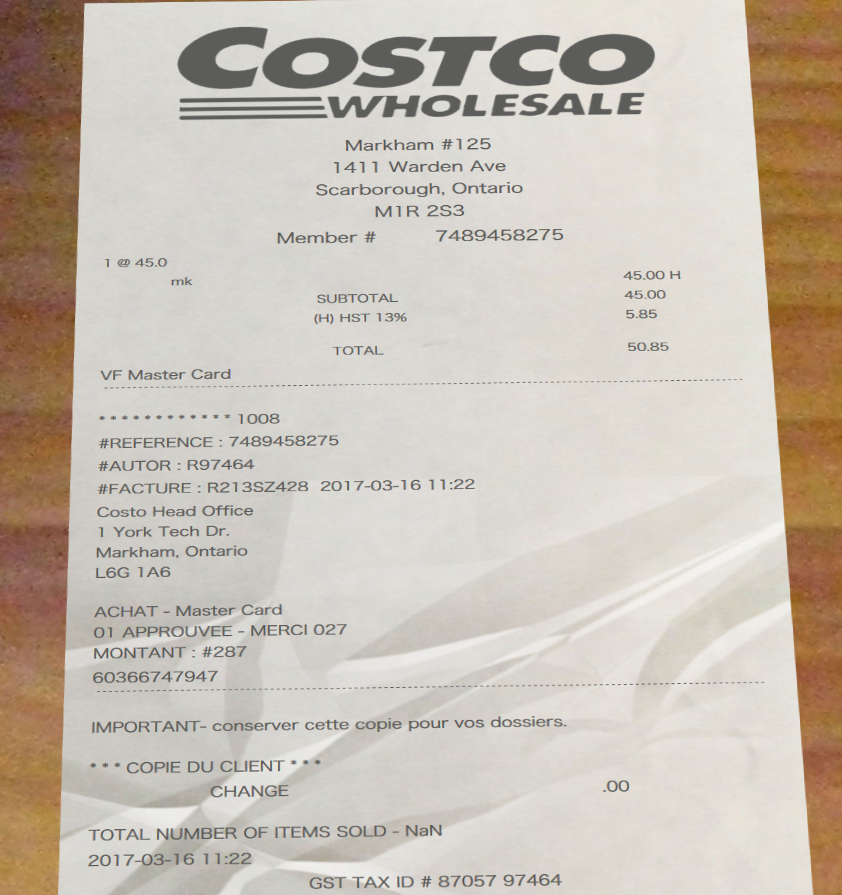 COSTCO
WHOLESALE
Markham #125
1411 Warden Ave
Scarborough, Ontario
M1R 2S3
Member # 7489458275
1 @ 45.0
mk 45.00 H
SUBTOTAL 45.00
(H) HST 13% 5.85
TOTAL 50.85
VF Master Card
* * * * * * * * * * * * 1008
#REFERENCE : 7489458275
#AUTOR : R97464
#FACTURE : R213SZ428 2017-03-16 11:22
Costo Head Office
1 York Tech Dr.
Markham, Ontario
L6G 1A6
ACHAT - Master Card
01 APPROUVEE - MERCI 027
MONTANT : #287
60366747947
IMPORTANT- conserver cette copie pour vos dossiers.
* * * COPIE DU CLIENT * * *
CHANGE .00
TOTAL NUMBER OF ITEMS SOLD - NaN
2017-03-16 11:22
GST TAX ID # 87057 97464